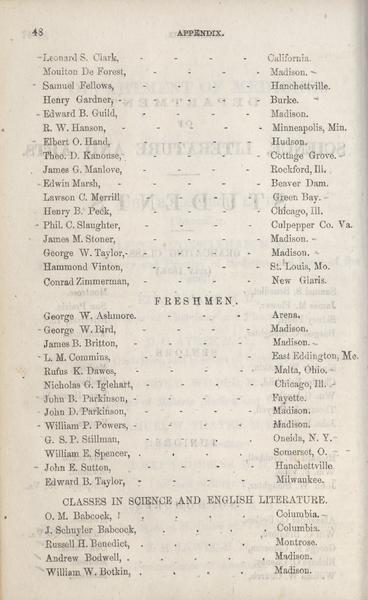 48 APPENDIX.
Leonard S. Clark, - - - California.
Moulton De Forest, - - - Madison.
Samuel Fellows, - - - Hanchettville.
Henry Gardner, - - - Burke.
Edward B. Guild, - - - Madison.
R. W. Hanson, - - - Minneapolis, Min.
Elbert O. Hand, - - - Hudson.
Theo. D. Kanouse, - - - Cottage Grove.
James G. Manlove, - - - Rockford, Ill.
Edwin Marsh, - - - Beaver Dam.
Lawson C. Merrill - - - Green Bay.
Henry B. Peck, - - - Chicago, Ill.
Phil. C. Slaughter, - - - Culpepper Co. Va.
James M. Stoner, - - - Madison.
George W. Taylor, - - - Madison.
Hammond Vinton, - - - St. Louis, Mo.
Conrad Zimmerman, - - - New Glaris.
FRESHMEN.
George W. Ashmore. - - - Arena.
George W. Bird, - - - Madison.
James B. Britton, - - - Madison.
L. M. Commins, - - - East Eddington, Me.
Rufus K. Dawes, - - - Malta, Ohio.
Nicholas G. Iglehart, - - - Chicago, Ill.
John B. Parkinson, - - - Fayette.
John D. Parkinson, - - - Madison.
William P. Powers, - - - Madison.
G. S. P. Stillman, - - - Oneida, N. Y.
William E. Spencer, - - - Somerset, O.
John E. Sutton, - - - Hanchettville
Edward B. Taylor, - - - Milwaukee.
CLASSES IN SCIENCE AND ENGLISH LITERATURE.
O. M. Babcock, - - - Columbia.
J. Schuyler Babcock, - - - Columbia.
Russell H. Benedict, - - - Montrose.
Andrew Bodwell, - - - Madison.
William W. Botkin, - - - Madison.